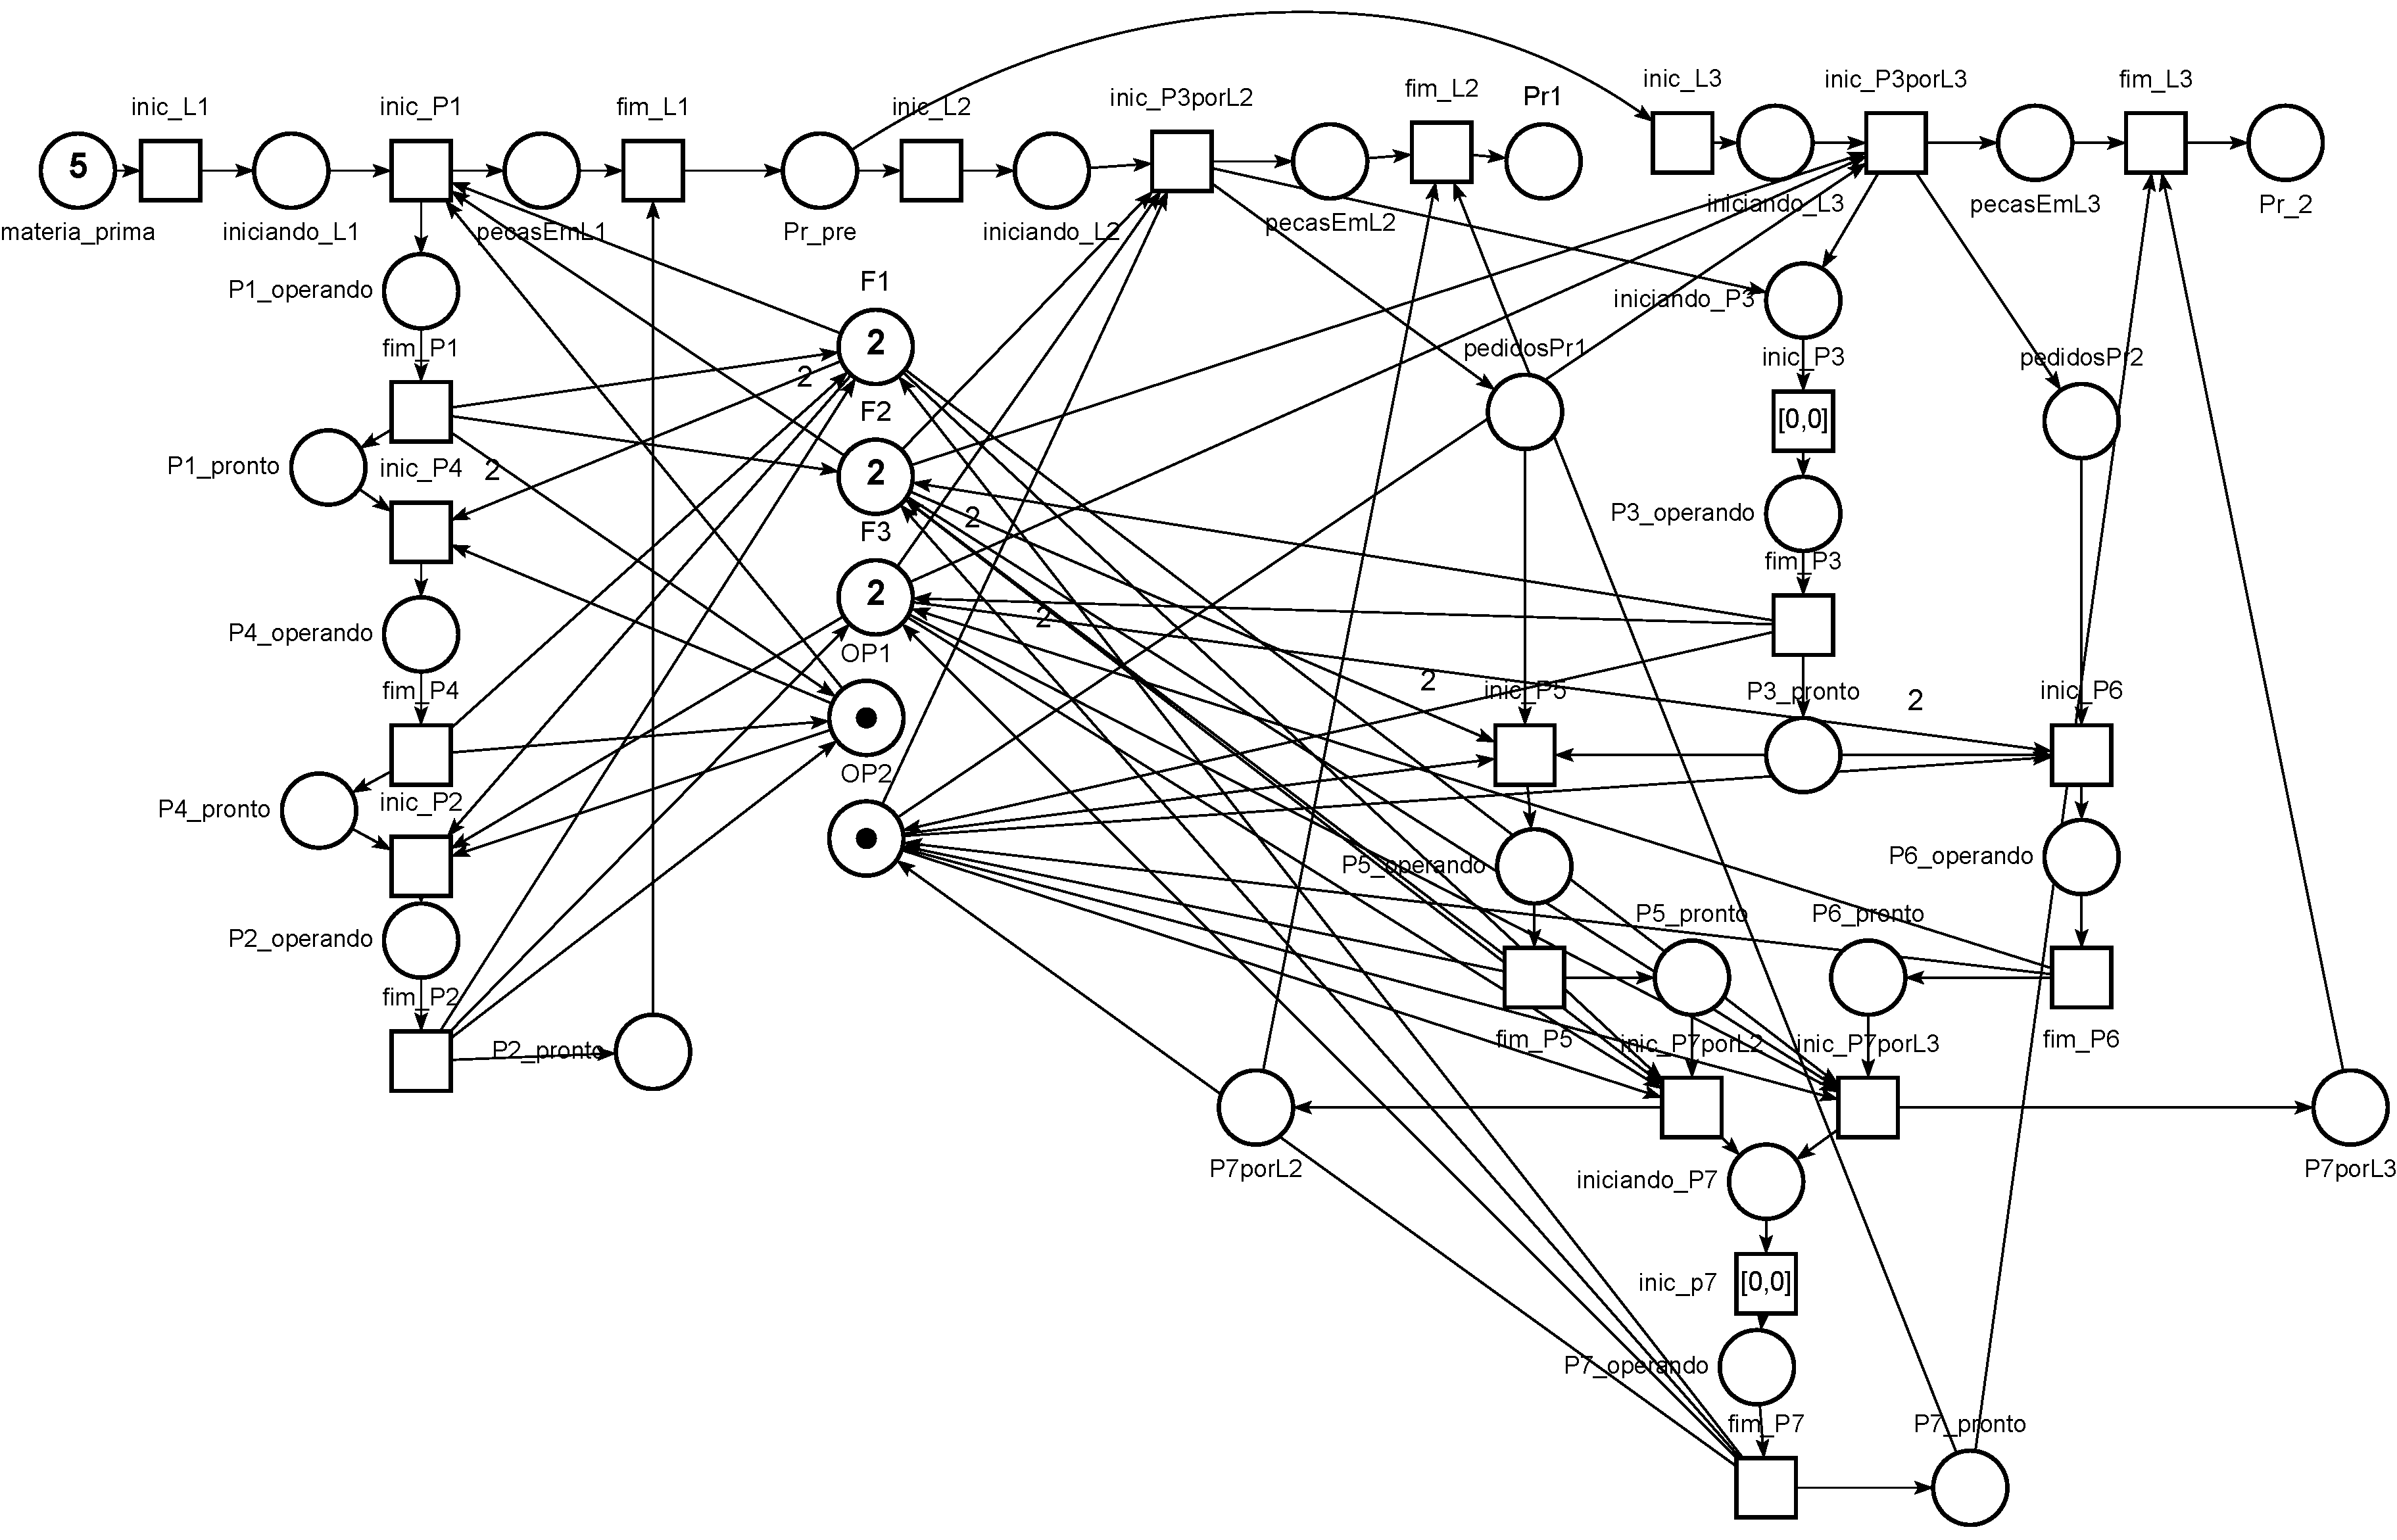 inic_L1
inic_P1
fim_L1
inic_L2
inic_P3porL2
fim_L2
Pr1
inic_L3
inic_P3porL3
fim_L3
5
materia_prima
iniciando_L1
pecasEmL1
Pr_pre
iniciando_L2
pecasEmL2
iniciando_L3
pecasEmL3
Pr_2
P1_operando
F1
iniciando_P3
fim_P1
2
pedidosPr1
inic_P3
pedidosPr2
2
F2
[0,0]
P1_pronto
inic_P4
2
2
2
P3_operando
F3
fim_P3
2
2
P4_operando
OP1
fim_P4
2
inic_P5
P3_pronto
2
inic_P6
OP2
P4_pronto
inic_P2
P5_operando
P6_operando
P2_operando
P5_pronto
P6_pronto
fim_P2
P2_pronto
fim_P5
inic_P7porL2
inic_P7porL3
fim_P6
P7porL2
iniciando_P7
P7porL3
inic_p7
[0,0]
P7_operando
fim_P7
P7_pronto